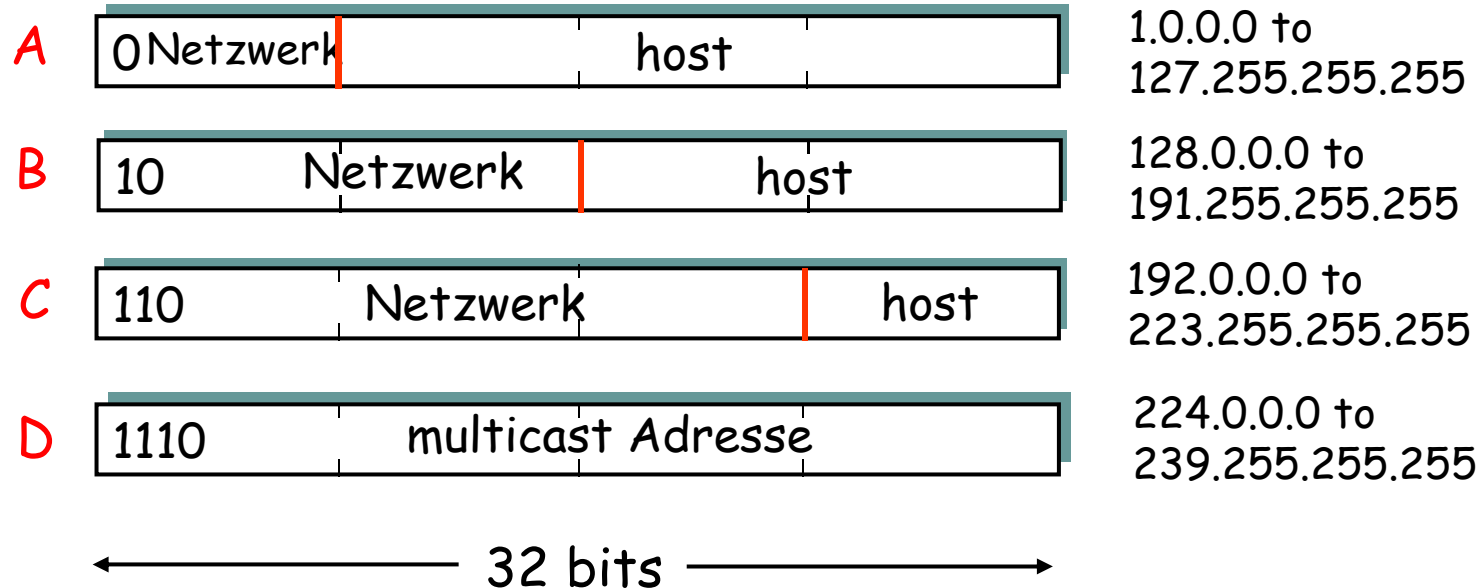 A
0 Netzwerk host
1.0.0.0 to
127.255.255.255
B
10 Netzwerk host
128.0.0.0 to
191.255.255.255
C
110 Netzwerk host
192.0.0.0 to
223.255.255.255
D
1110 multicast Adresse
224.0.0.0 to
239.255.255.255
32 bits